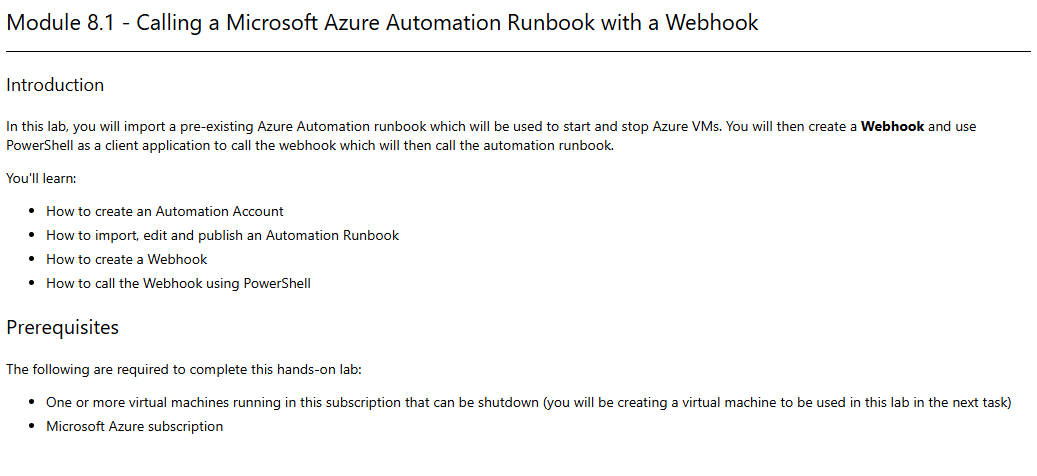 Module 8.1 - Calling a Microsoft Azure Automation Runbook with a Webhook
Introduction
In this lab, you will import a pre-existing Azure Automation runbook which will be used to start and stop Azure VMs. You will then create a Webhook and use
PowerShell as a client application to call the webhook which will then call the automation runbook.
You'll learn:
• How to create an Automation Account
• How to import, edit and publish an Automation Runbook
• How to create a Webhook
• How to call the Webhook using PowerShell
Prerequisites
The following are required to complete this hands-on lab:
• One or more virtual machines running in this subscription that can be shutdown (you will be creating a virtual machine to be used in this lab in the next task)
• Microsoft Azure subscription